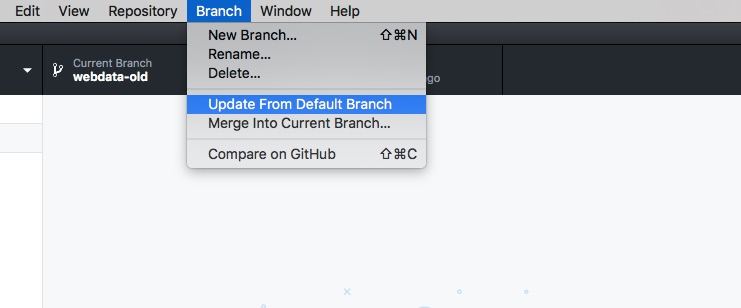 Edit View Repository Branch Window Help
New Branch... ⇧⌘N
Rename...
Delete...
Update From Default Branch
Merge Into Current Branch...
Compare on GitHub ⇧⌘C
Current Branch
webdata-old
go